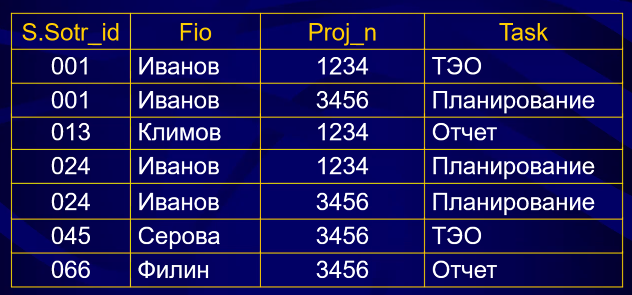 S.Sotr_id Fio Proj_n Task
001 Иванов 1234 ТЭО
001 Иванов 3456 Планирование
013 Климов 1234 Отчет
024 Иванов 1234 Планирование
024 Иванов 3456 Планирование
045 Серова 3456 ТЭО
066 Филин 3456 Отчет